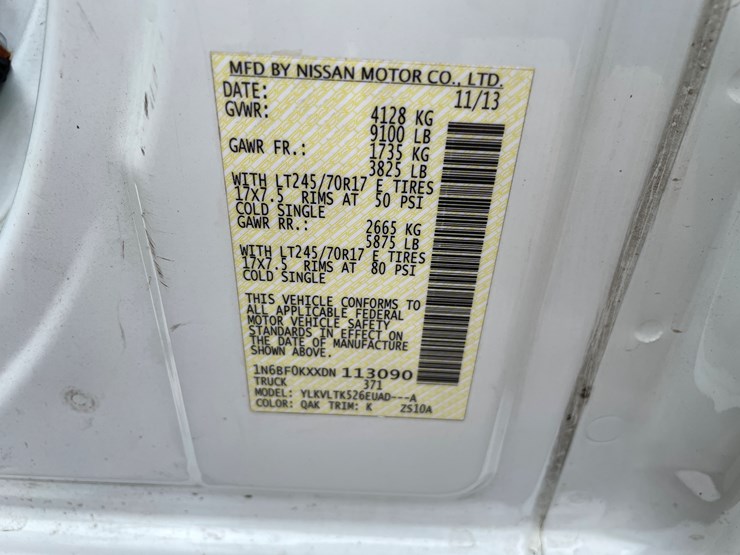 MFD BY NISSAN MOTOR CO., LTD.
DATE: 11/13
GVWR: 4128 KG
9100 LB
GAWR FR.: 1735 KG
3825 LB
WITH LT245/70R17 E TIRES
17X7.5 RIMS AT 50 PSI
COLD SINGLE
GAWR RR.: 2665 KG
5875 LB
WITH LT245/70R17 E TIRES
17X7.5 RIMS AT 80 PSI
COLD SINGLE
THIS VEHICLE CONFORMS TO
ALL APPLICABLE FEDERAL
MOTOR VEHICLE SAFETY
STANDARDS IN EFFECT ON
THE DATE OF MANUFACTURE
SHOWN ABOVE.
1N6BF0KXXDN 113090
TRUCK 371
MODEL: YLKVLTK526EUAD---A
COLOR: QAK TRIM: K ZS10A